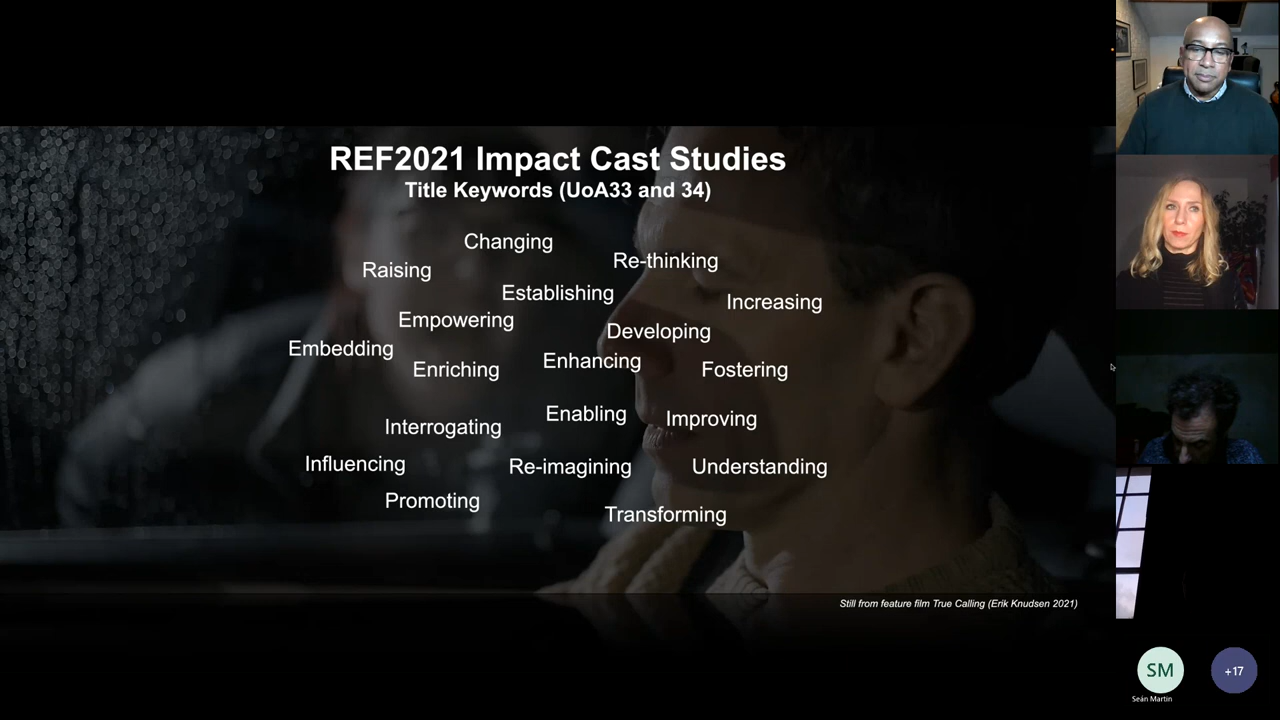 REF2021 Impact Cast Studies
Title Keywords (UoA33 and 34)
Changing
Re-thinking
Raising
Establishing
Increasing
Empowering
Developing
Embedding
Enriching
Enhancing
Fostering
Enabling
Improving
Interrogating
Influencing
Re-imagining
Understanding
Promoting
Transforming
Still from feature film True Calling (Erik Knudsen 2021)
SM
+17
Seán Martin